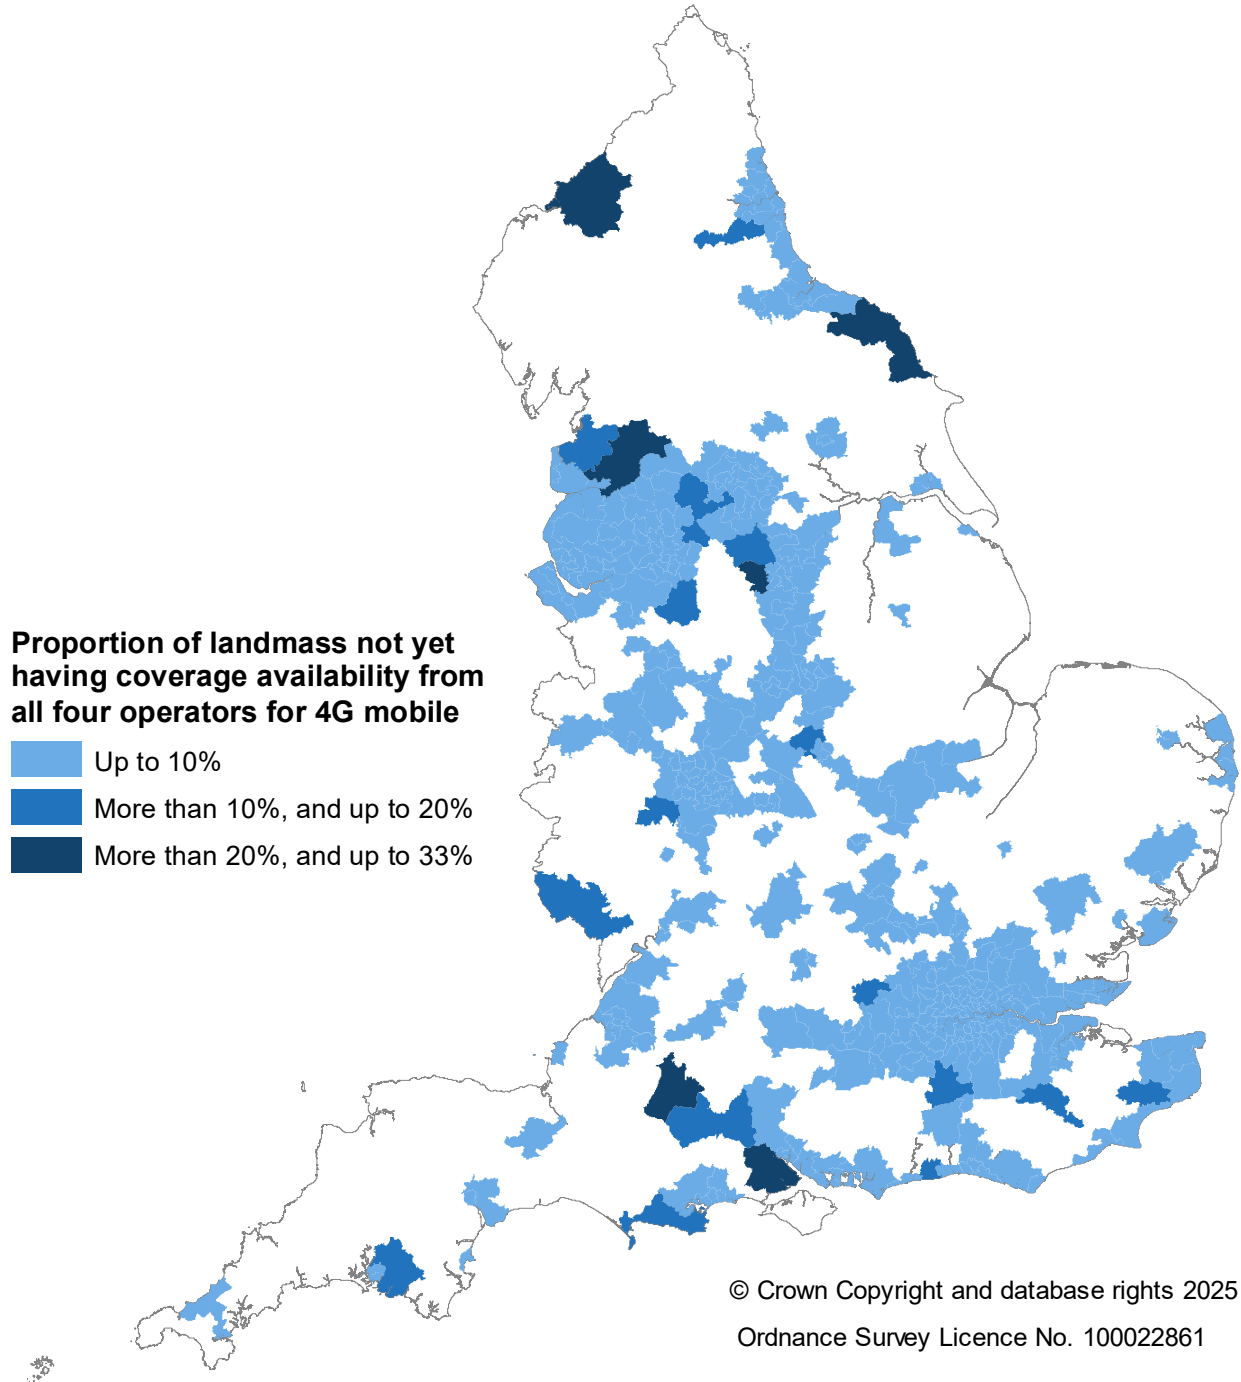 Proportion of landmass not yet
having coverage availability from
all four operators for 4G mobile
Up to 10%
More than 10%, and up to 20%
More than 20%, and up to 33%
© Crown Copyright and database rights 2025
Ordnance Survey Licence No. 100022861